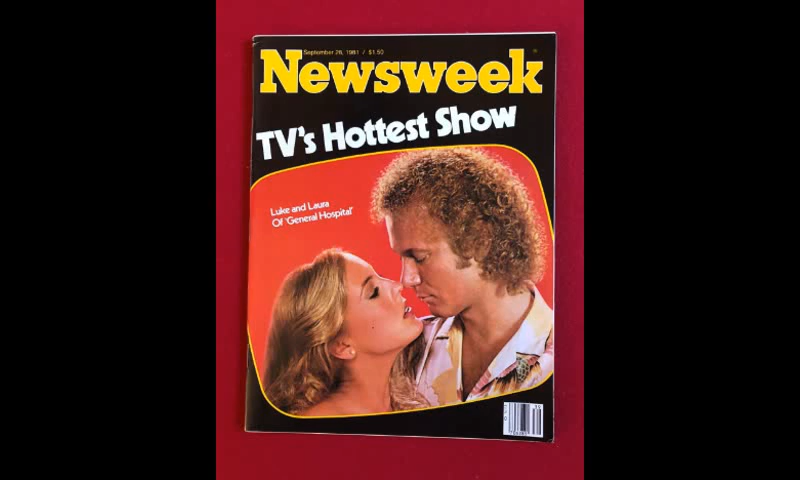 September 28, 1981 / $1.50
Newsweek
TV's Hottest Show
Luke and Laura
Of 'General Hospital'